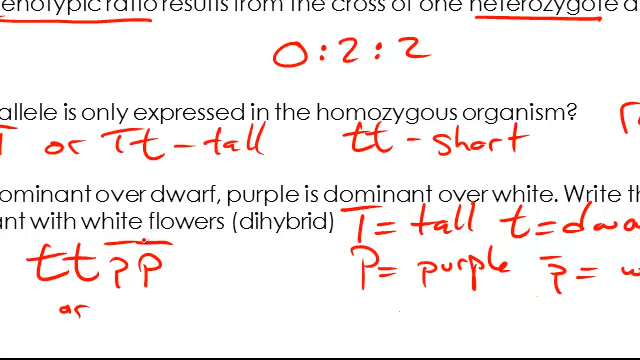 enotypic ratio results from the cross of one heterozygote a
0 : 2 : 2
allele is only expressed in the homozygous organism?
T or Tt - tall tt - short
ominant over dwarf, purple is dominant over white. Write th
ant with white flowers (dihybrid) T = tall t = dwa
tt pp P = purple p = w
or